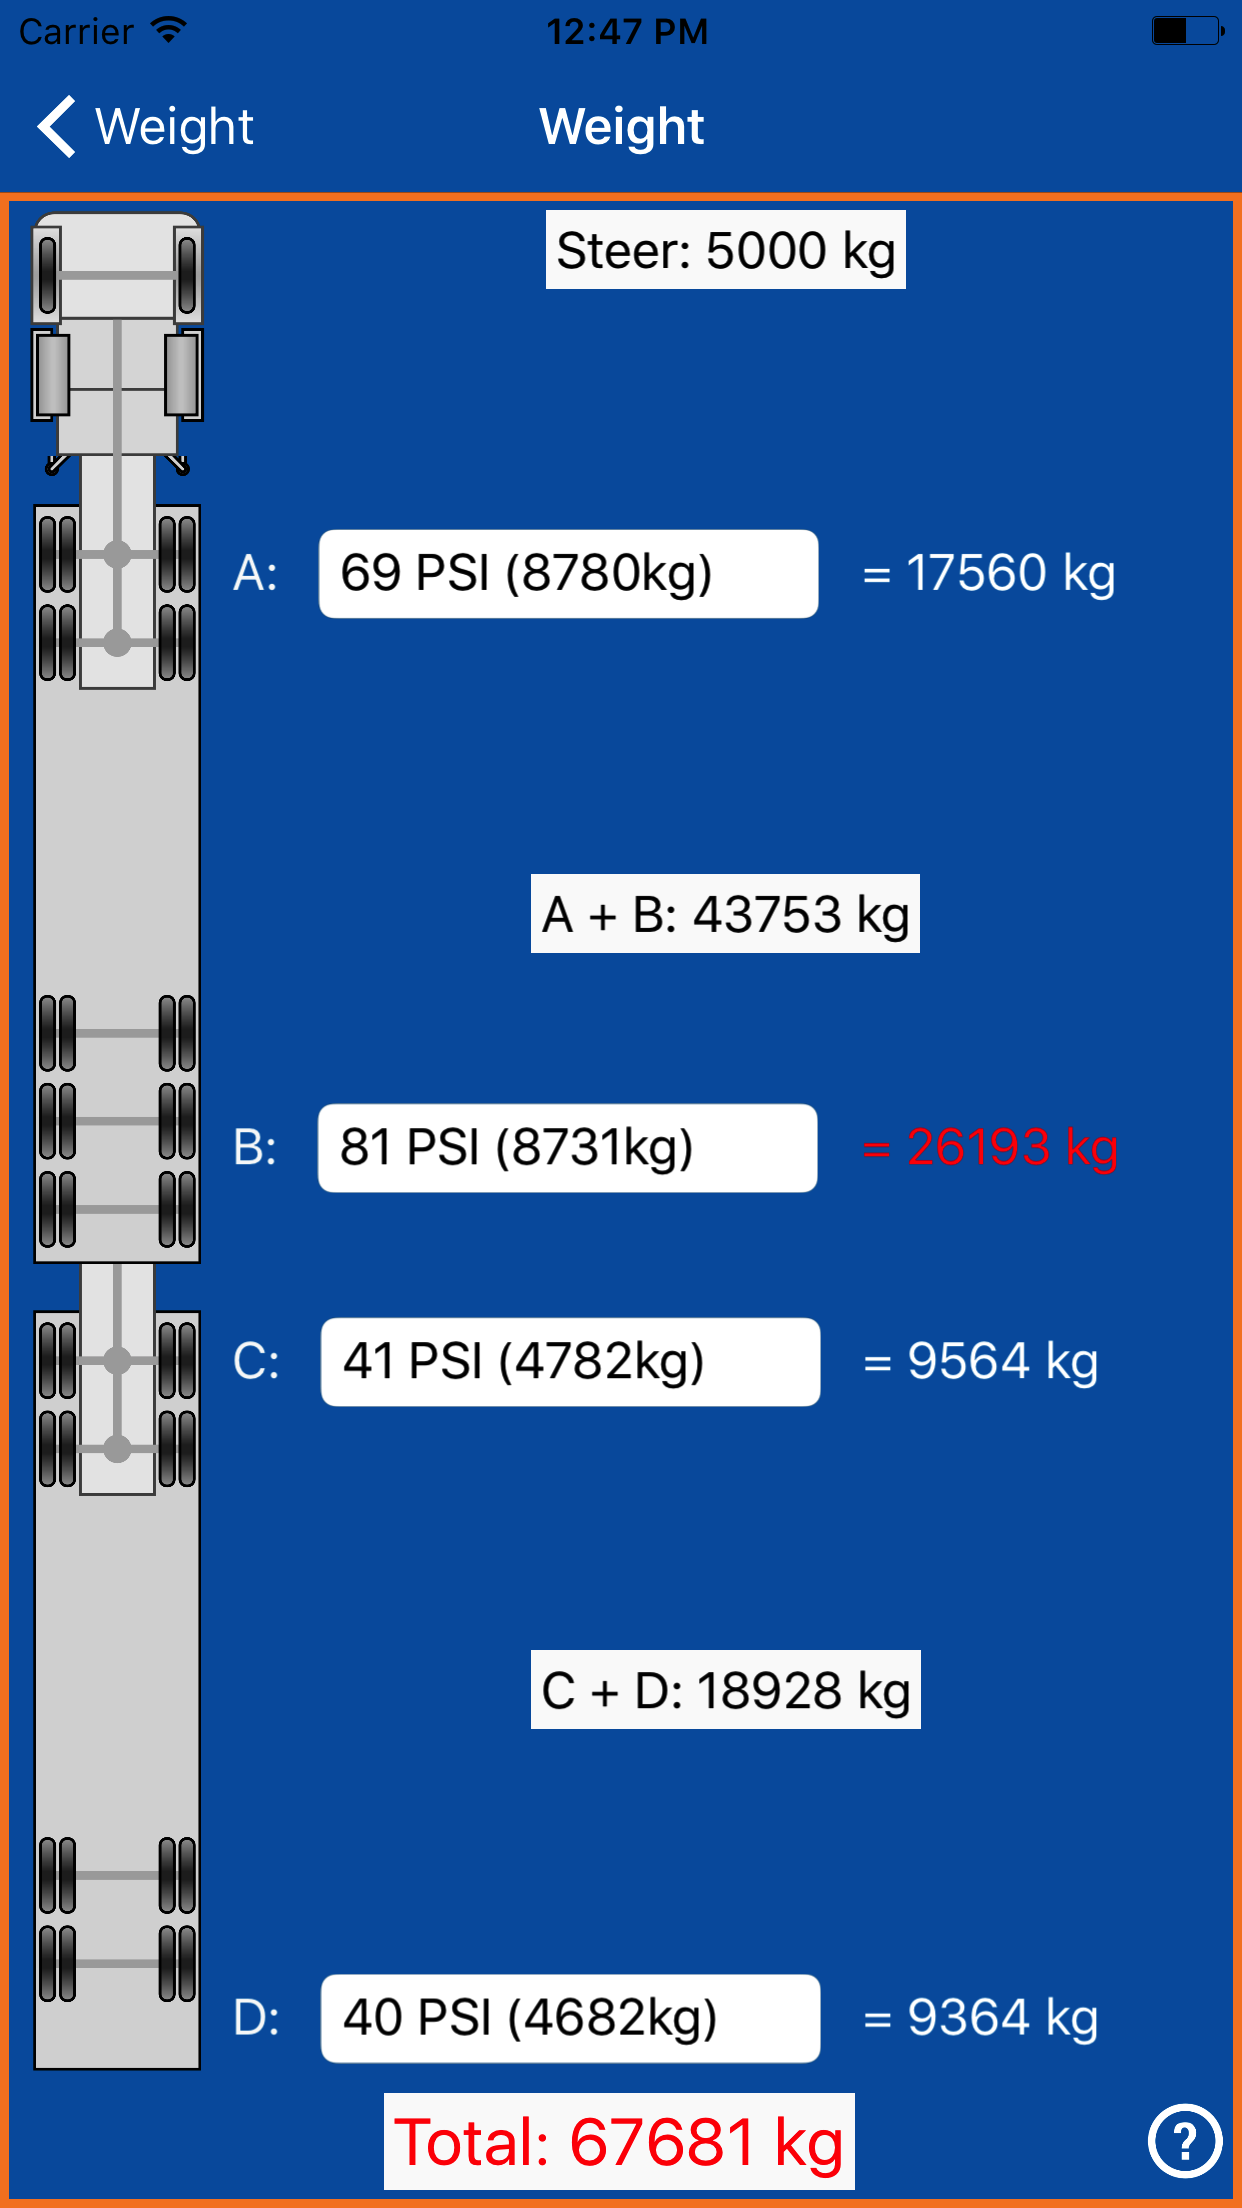 Carrier 12:47 PM
Weight Weight
Steer: 5000 kg
A: 69 PSI (8780kg) = 17560 kg
A + B: 43753 kg
B: 81 PSI (8731kg) = 26193 kg
C: 41 PSI (4782kg) = 9564 kg
C + D: 18928 kg
D: 40 PSI (4682kg) = 9364 kg
Total: 67681 kg
?